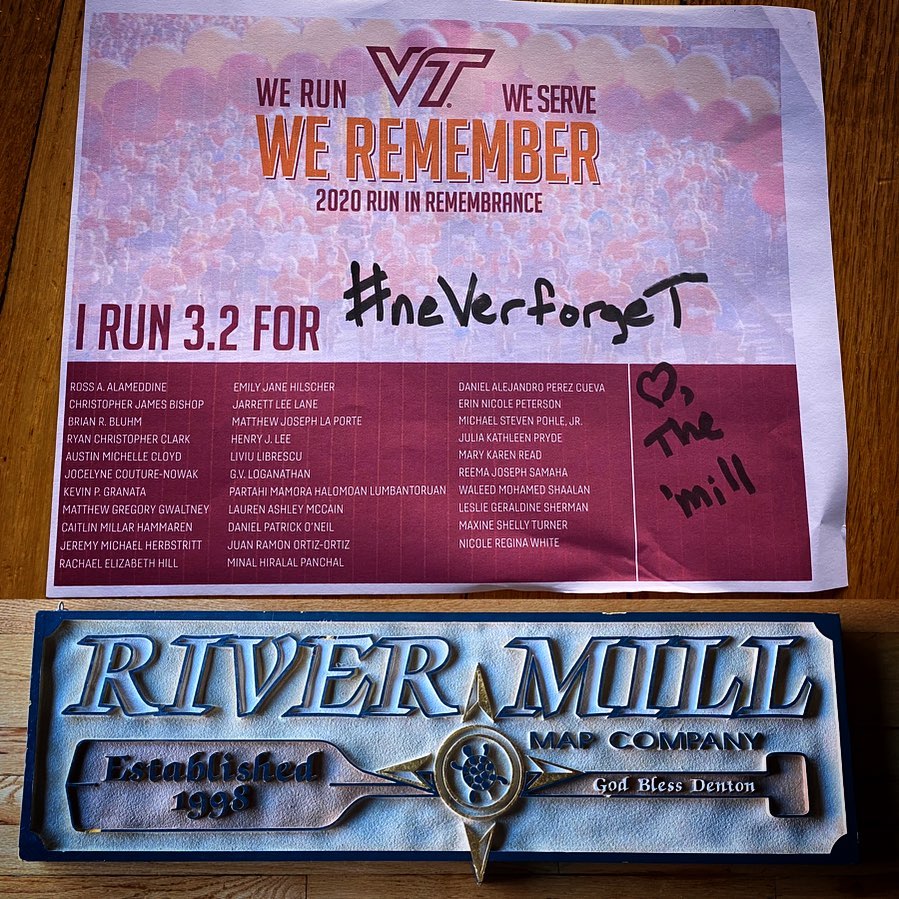 WE RUN VT WE SERVE
WE REMEMBER
2020 RUN IN REMEMBRANCE
I RUN 3.2 FOR #neVerforgeT
ROSS A. ALAMEDDINE
CHRISTOPHER JAMES BISHOP
BRIAN R. BLUHM
RYAN CHRISTOPHER CLARK
AUSTIN MICHELLE CLOYD
JOCELYNE COUTURE-NOWAK
KEVIN P. GRANATA
MATTHEW GREGORY GWALTNEY
CAITLIN MILLAR HAMMAREN
JEREMY MICHAEL HERBSTRITT
RACHAEL ELIZABETH HILL
EMILY JANE HILSCHER
JARRETT LEE LANE
MATTHEW JOSEPH LA PORTE
HENRY J. LEE
LIVIU LIBRESCU
G.V. LOGANATHAN
PARTAHI MAMORA HALOMOAN LUMBANTORUAN
LAUREN ASHLEY MCCAIN
DANIEL PATRICK O'NEIL
JUAN RAMON ORTIZ-ORTIZ
MINAL HIRALAL PANCHAL
DANIEL ALEJANDRO PEREZ CUEVA
ERIN NICOLE PETERSON
MICHAEL STEVEN POHLE, JR.
JULIA KATHLEEN PRYDE
MARY KAREN READ
REEMA JOSEPH SAMAHA
WALEED MOHAMED SHAALAN
LESLIE GERALDINE SHERMAN
MAXINE SHELLY TURNER
NICOLE REGINA WHITE
♡,
The
'mill
RIVER MILL
MAP COMPANY
Established
1998
God Bless Denton